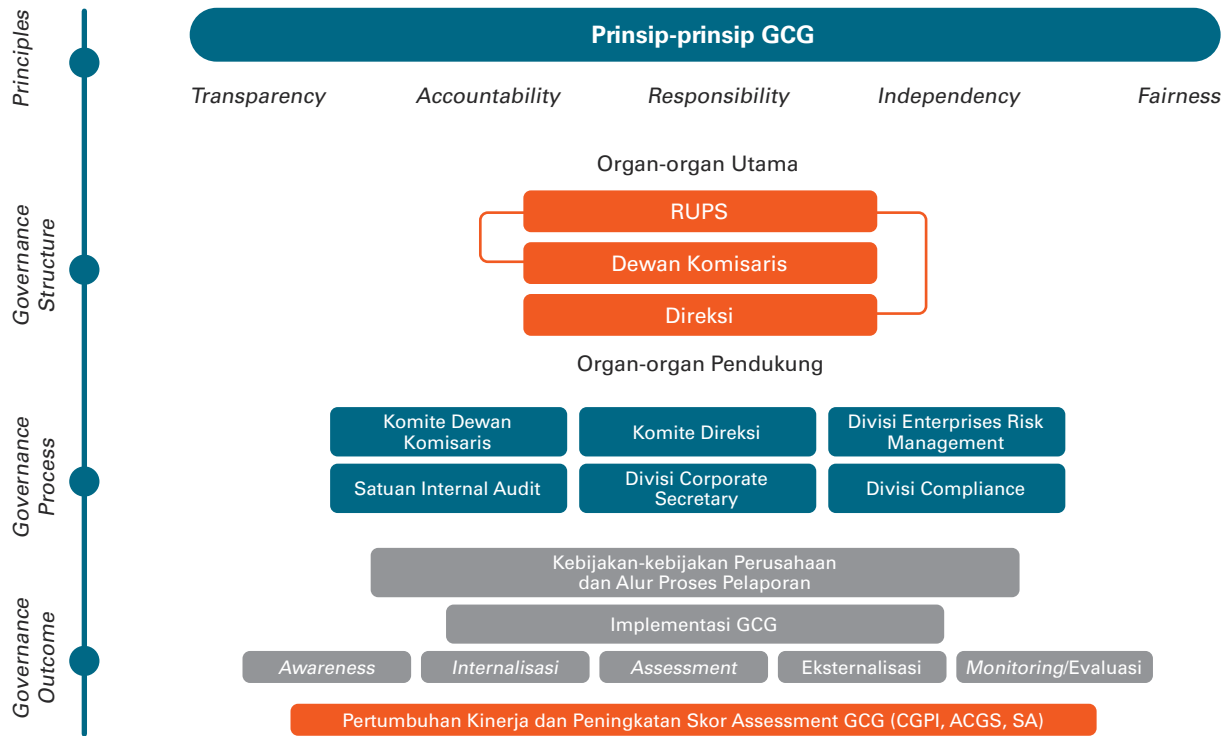 Principles
Prinsip-prinsip GCG
Transparency
Accountability
Responsibility
Independency
Fairness
Governance
Structure
Organ-organ Utama
RUPS
Dewan Komisaris
Direksi
Organ-organ Pendukung
Governance
Process
Komite Dewan
Komisaris
Komite Direksi
Divisi Enterprises Risk
Management
Satuan Internal Audit
Divisi Corporate
Secretary
Divisi Compliance
Governance
Outcome
Kebijakan-kebijakan Perusahaan
dan Alur Proses Pelaporan
Implementasi GCG
Awareness
Internalisasi
Assessment
Eksternalisasi
Monitoring/Evaluasi
Pertumbuhan Kinerja dan Peningkatan Skor Assessment GCG (CGPI, ACGS, SA)